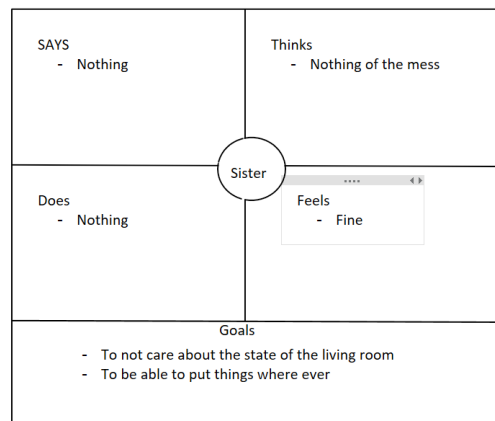 SAYS
- Nothing
Thinks
- Nothing of the mess
Sister
Does
- Nothing
Feels
- Fine
Goals
- To not care about the state of the living room
- To be able to put things where ever